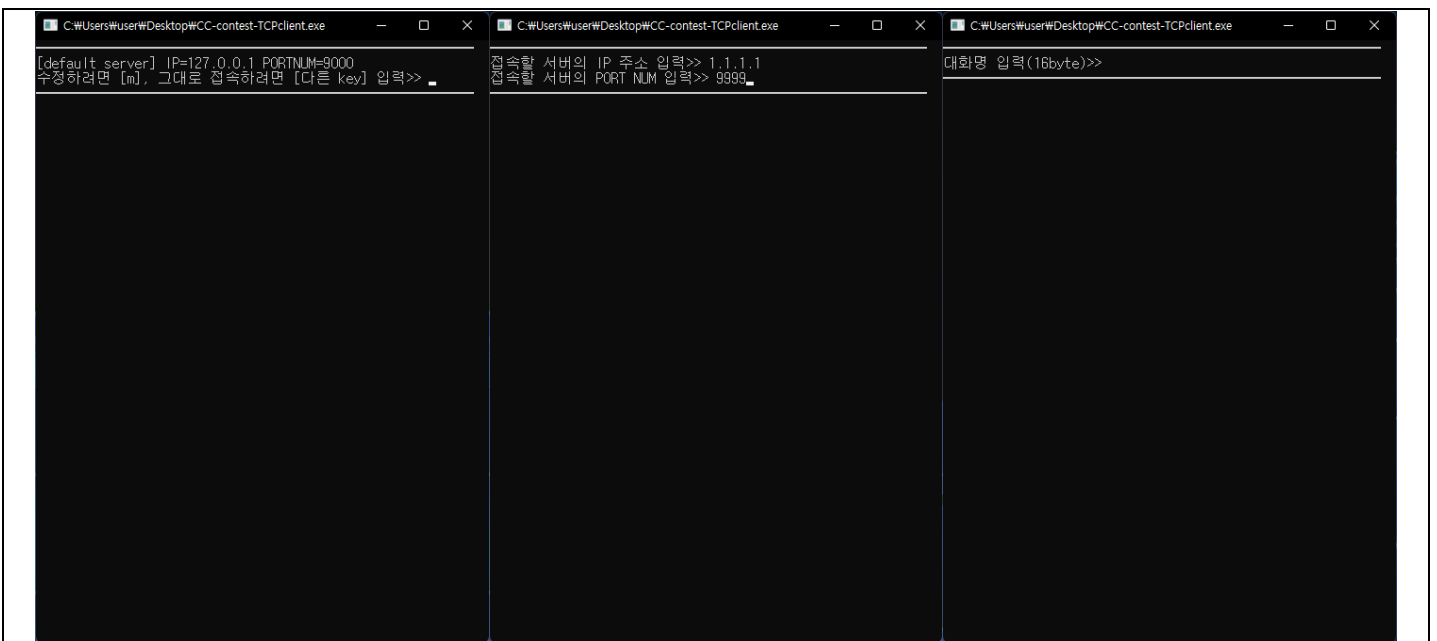 C:₩Users₩user₩Desktop₩CC-contest-TCPclient.exe
[default server] IP=127.0.0.1 PORTNUM=9000
수정하려면 [m], 그대로 접속하려면 [다른 key] 입력>>
C:₩Users₩user₩Desktop₩CC-contest-TCPclient.exe
접속할 서버의 IP 주소 입력>> 1.1.1.1
접속할 서버의 PORT NUM 입력>> 9999
C:₩Users₩user₩Desktop₩CC-contest-TCPclient.exe
대화명 입력(16byte)>>